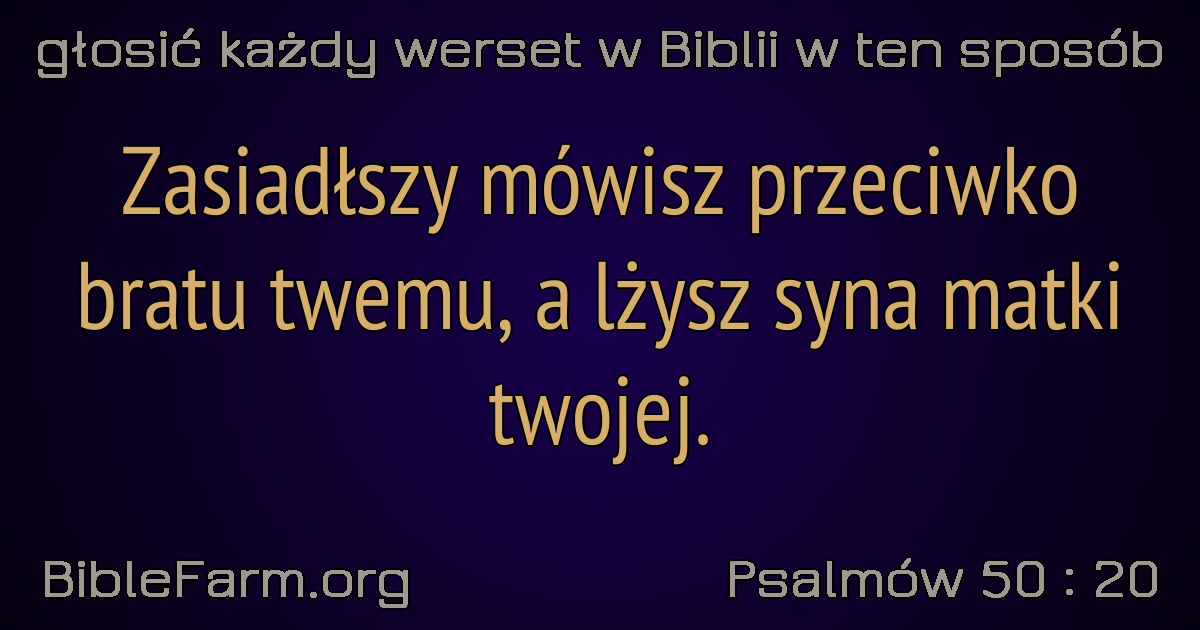 głosić każdy werset w Biblii w ten sposób
Zasiadłszy mówisz przeciwko
bratu twemu, a lżysz syna matki
twojej.
BibleFarm.org
Psalmów 50 : 20